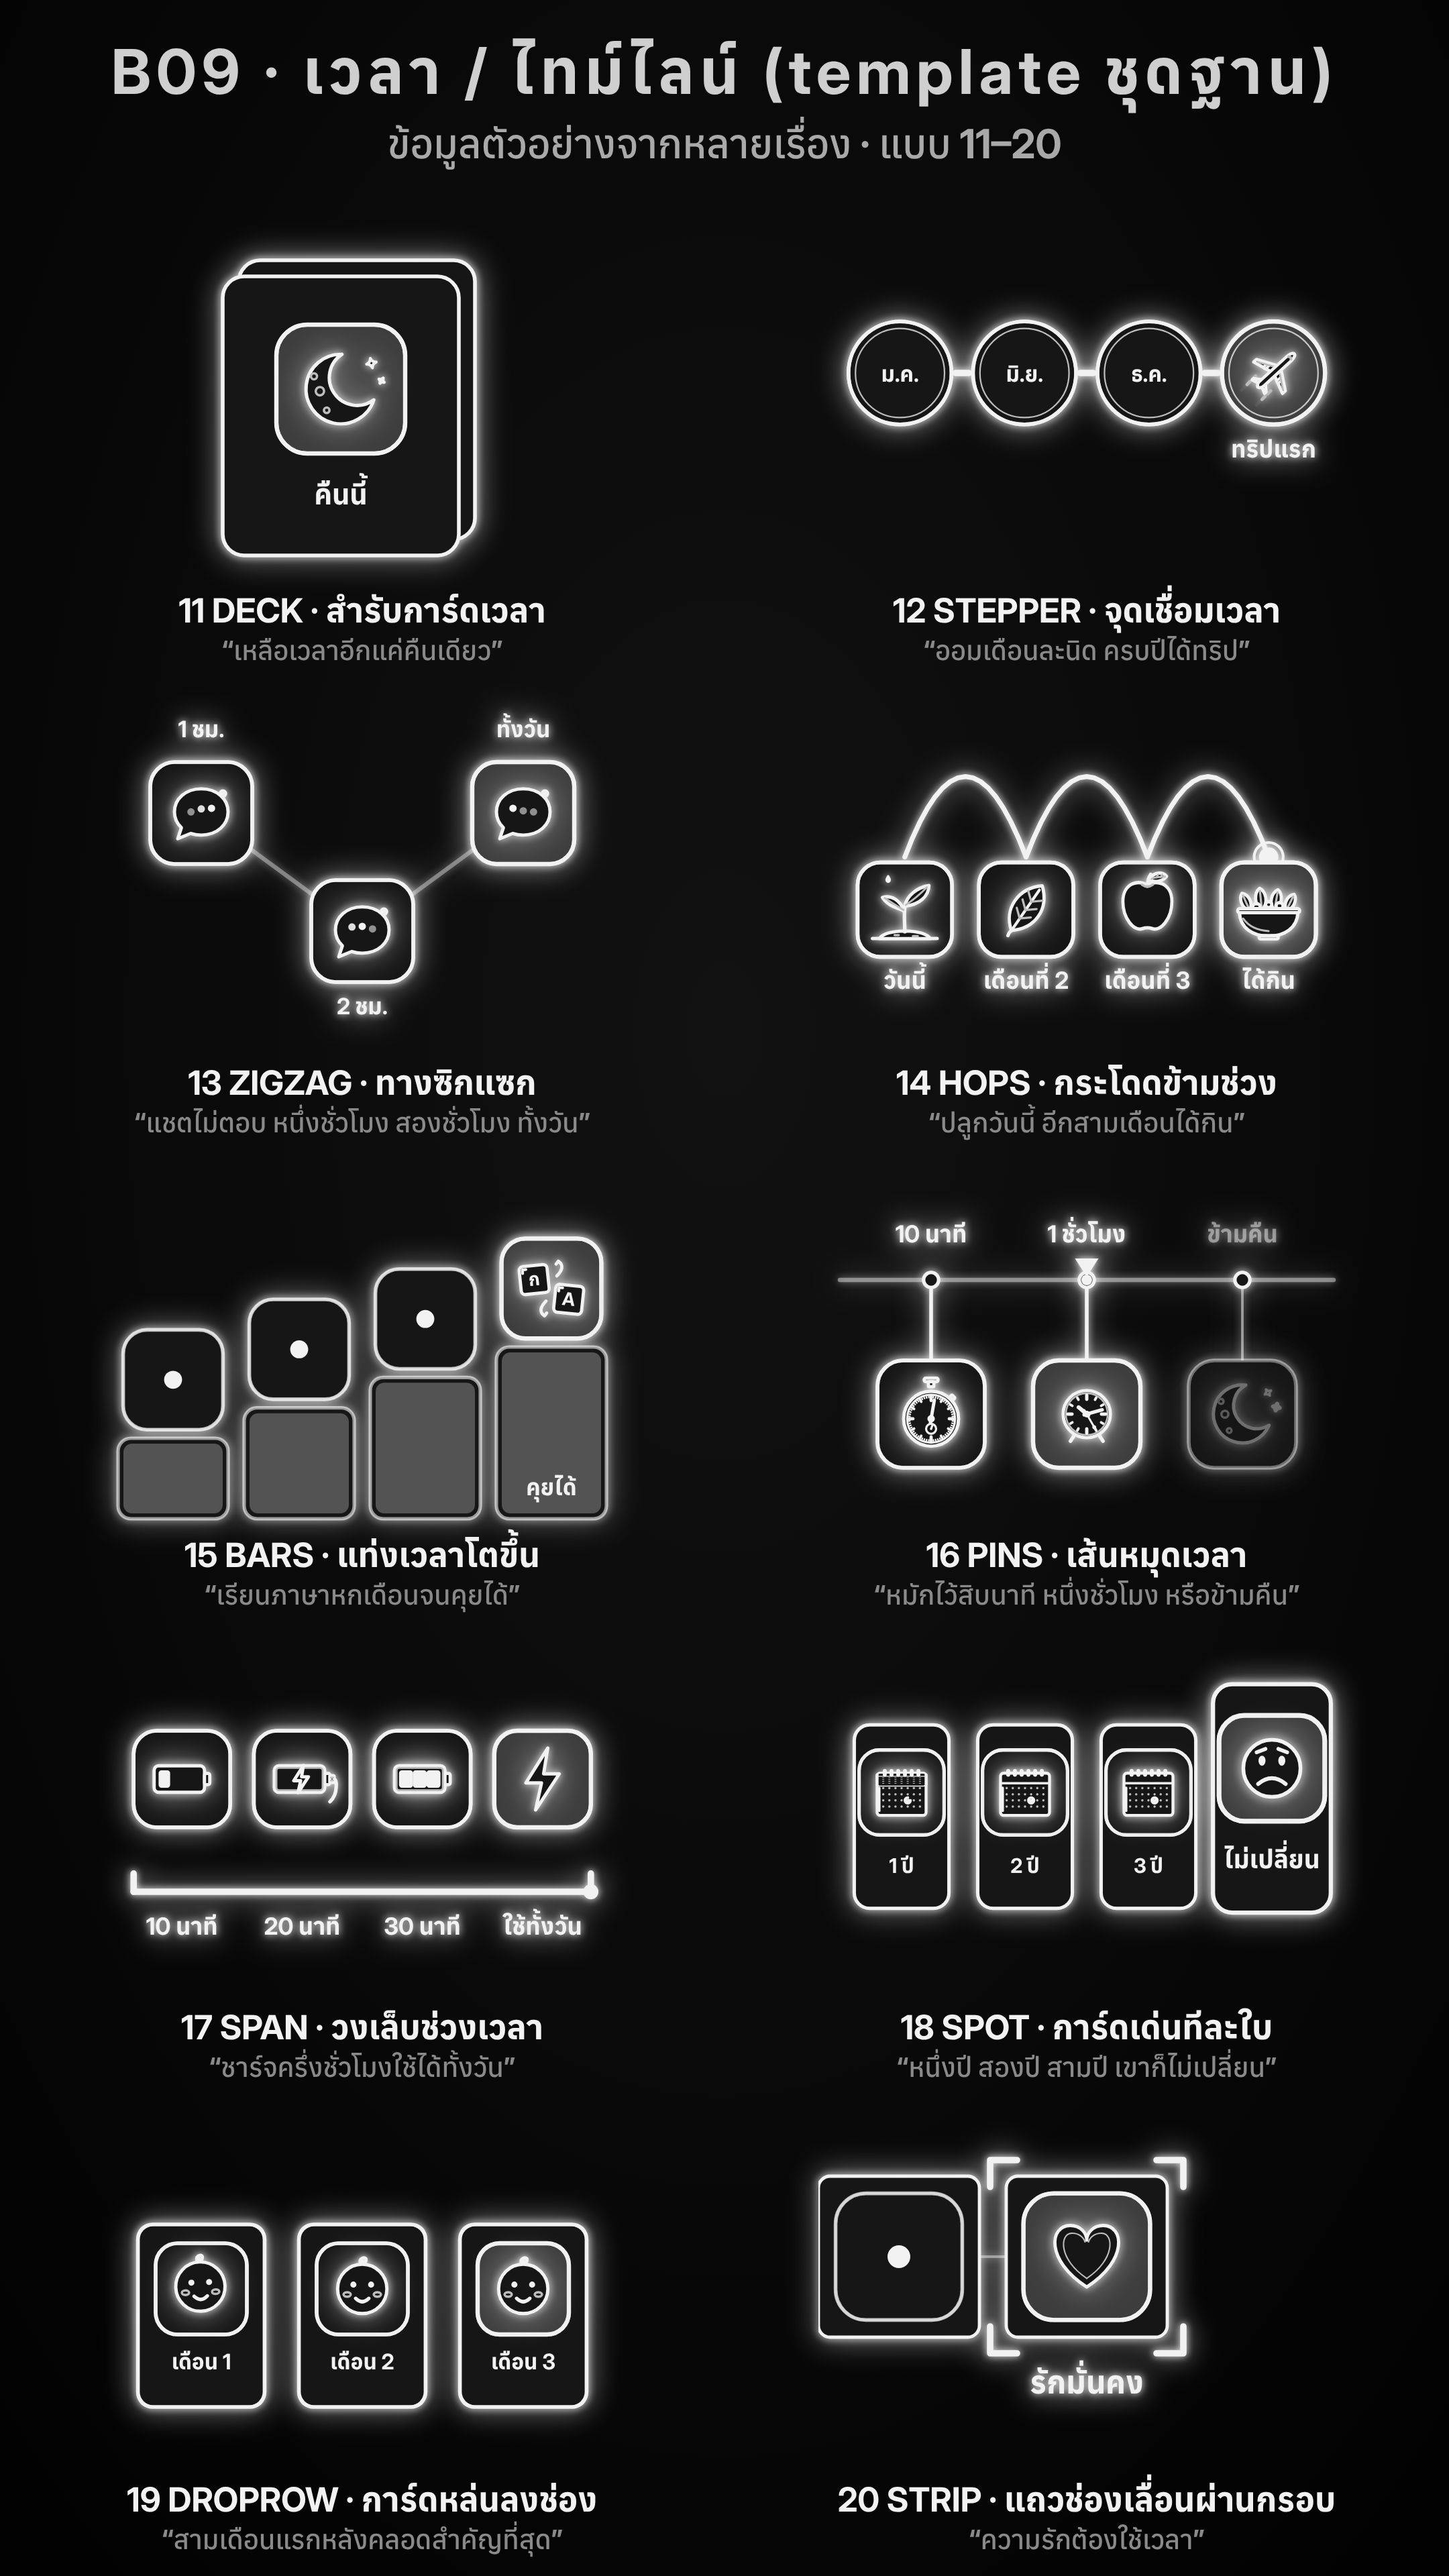 B09 · เวลา / ไทม์ไลน์ (template ชุดฐาน)
ข้อมูลตัวอย่างจากหลายเรื่อง · แบบ 11–20
คืนนี้
11 DECK · สำรับการ์ดเวลา
“เหลือเวลาอีกแค่คืนเดียว”
ม.ค. มิ.ย. ธ.ค.
ทริปแรก
12 STEPPER · จุดเชื่อมเวลา
“ออมเดือนละนิด ครบปีได้ทริป”
1 ชม. ทั้งวัน
2 ชม.
13 ZIGZAG · ทางซิกแซก
“แชตไม่ตอบ หนึ่งชั่วโมง สองชั่วโมง ทั้งวัน”
วันนี้ เดือนที่ 2 เดือนที่ 3 ได้กิน
14 HOPS · กระโดดข้ามช่วง
“ปลูกวันนี้ อีกสามเดือนได้กิน”
ก A
คุยได้
15 BARS · แท่งเวลาโตขึ้น
“เรียนภาษาหกเดือนจนคุยได้”
10 นาที 1 ชั่วโมง ข้ามคืน
16 PINS · เส้นหมุดเวลา
“หมักไว้สิบนาที หนึ่งชั่วโมง หรือข้ามคืน”
10 นาที 20 นาที 30 นาที ใช้ทั้งวัน
17 SPAN · วงเล็บช่วงเวลา
“ชาร์จครึ่งชั่วโมงใช้ได้ทั้งวัน”
1 ปี 2 ปี 3 ปี ไม่เปลี่ยน
18 SPOT · การ์ดเด่นทีละใบ
“หนึ่งปี สองปี สามปี เขาก็ไม่เปลี่ยน”
เดือน 1 เดือน 2 เดือน 3
19 DROPROW · การ์ดหล่นลงช่อง
“สามเดือนแรกหลังคลอดสำคัญที่สุด”
รักมั่นคง
20 STRIP · แถวช่องเลื่อนผ่านกรอบ
“ความรักต้องใช้เวลา”